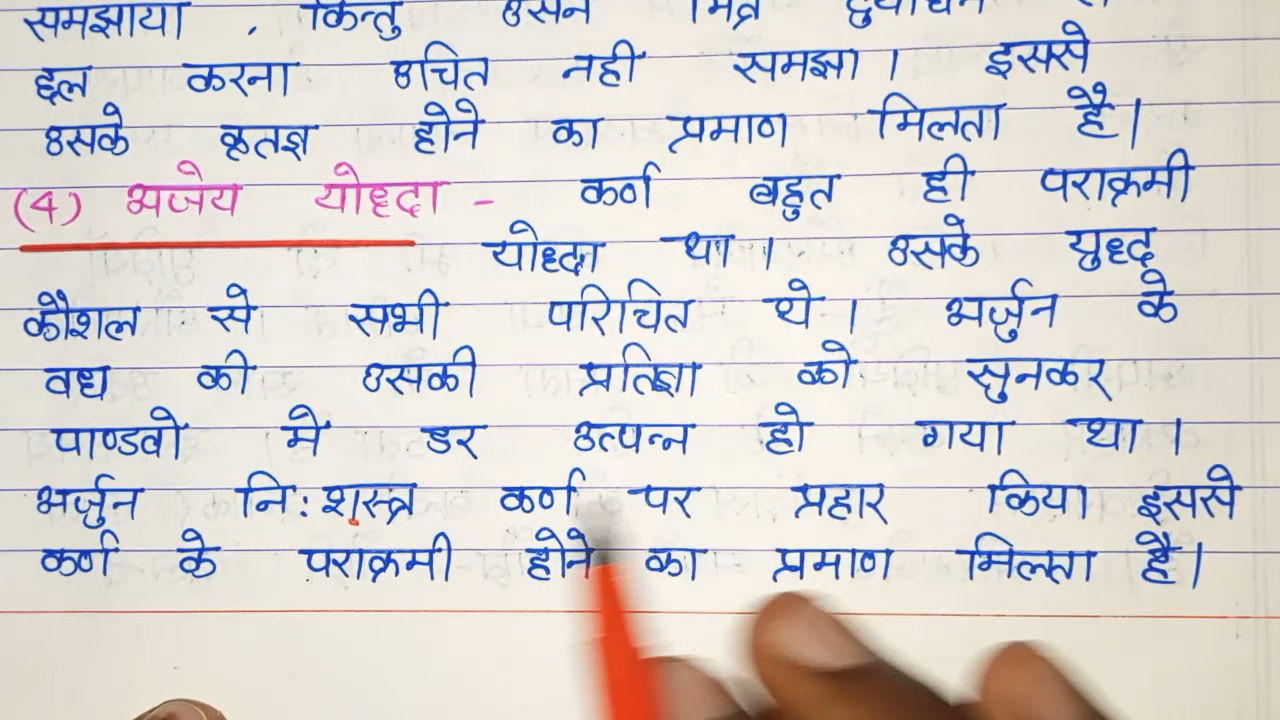 समझाया , किन्तु उसने मित्र दुर्योधन से
छल करना उचित नही समझा । इससे
उसके कृतज्ञ होने का प्रमाण मिलता है।
(4) अजेय योद्धा - कर्ण बहुत ही पराक्रमी
योद्धा था । उसके युद्ध
कौशल से सभी परिचित थे । अर्जुन के
वध की उसकी प्रतिज्ञा को सुनकर
पाण्डवो मे डर उत्पन्न हो गया था ।
अर्जुन नि:शस्त्र कर्ण पर प्रहार किया इससे
कर्ण के पराक्रमी होने का प्रमाण मिलता है।